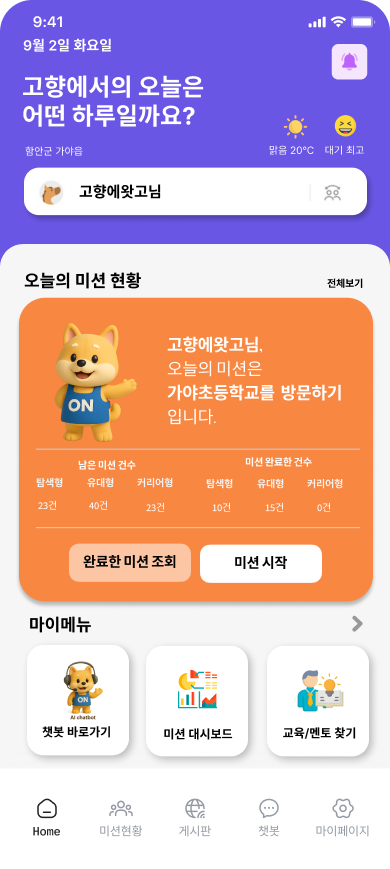 9:41
9월 2일 화요일
고향에서의 오늘은
어떤 하루일까요?
함안군 가야읍
맑음 20°C 대기 최고
고향에왓고님
오늘의 미션 현황
전체보기
고향에왓고님,
오늘의 미션은
가야초등학교를 방문하기
입니다.
ON
남은 미션 건수
미션 완료한 건수
탐색형 유대형 커리어형
탐색형 유대형 커리어형
23건 40건 23건
10건 15건 0건
완료한 미션 조회
미션 시작
마이메뉴
AI chatbot
챗봇 바로가기
미션 대시보드
교육/멘토 찾기
Home 미션현황 게시판 챗봇 마이페이지